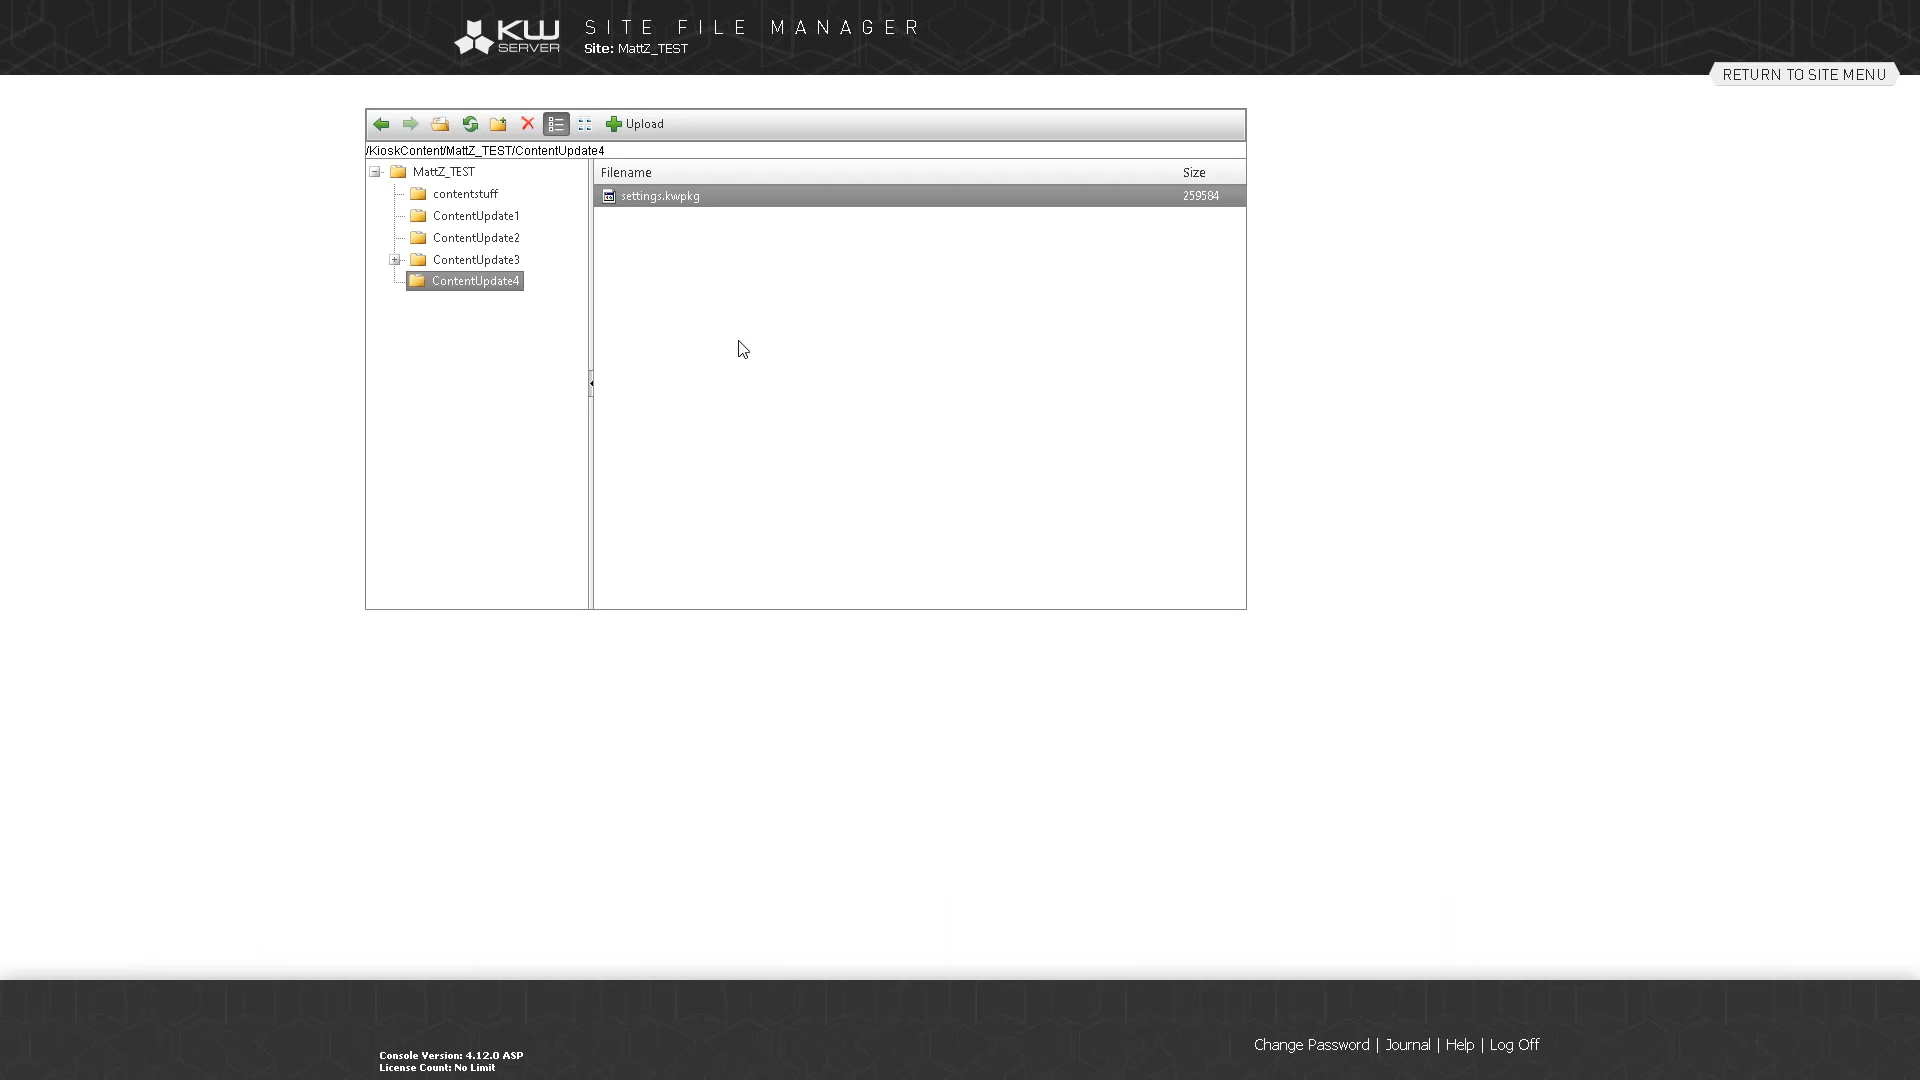 KW SERVER
SITE FILE MANAGER
Site: MattZ_TEST
RETURN TO SITE MENU
Upload
/KioskContent/MattZ_TEST/ContentUpdate4
MattZ_TEST
contentstuff
ContentUpdate1
ContentUpdate2
ContentUpdate3
ContentUpdate4
Filename Size
settings.kwpkg 259584
Console Version: 4.12.0 ASP
License Count: No Limit
Change Password | Journal | Help | Log Off